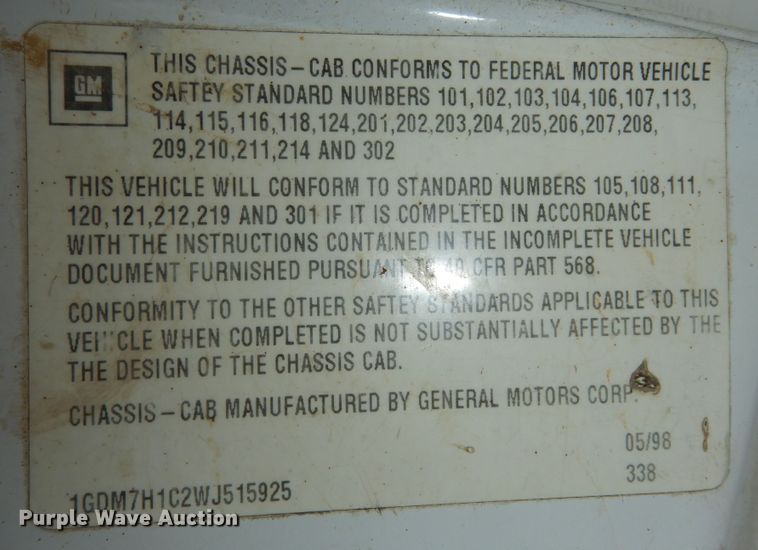 GM
THIS CHASSIS-CAB CONFORMS TO FEDERAL MOTOR VEHICLE
SAFTEY STANDARD NUMBERS 101,102,103,104,106,107,113,
114,115,116,118,124,201,202,203,204,205,206,207,208,
209,210,211,214 AND 302
THIS VEHICLE WILL CONFORM TO STANDARD NUMBERS 105,108,111,
120,121,212,219 AND 301 IF IT IS COMPLETED IN ACCORDANCE
WITH THE INSTRUCTIONS CONTAINED IN THE INCOMPLETE VEHICLE
DOCUMENT FURNISHED PURSUANT TO 49 CFR PART 568.
CONFORMITY TO THE OTHER SAFTEY STANDARDS APPLICABLE TO THIS
VEHICLE WHEN COMPLETED IS NOT SUBSTANTIALLY AFFECTED BY THE
THE DESIGN OF THE CHASSIS CAB.
CHASSIS-CAB MANUFACTURED BY GENERAL MOTORS CORP.
05/98
338
1GDM7H1C2WJ515925
Purple Wave Auction